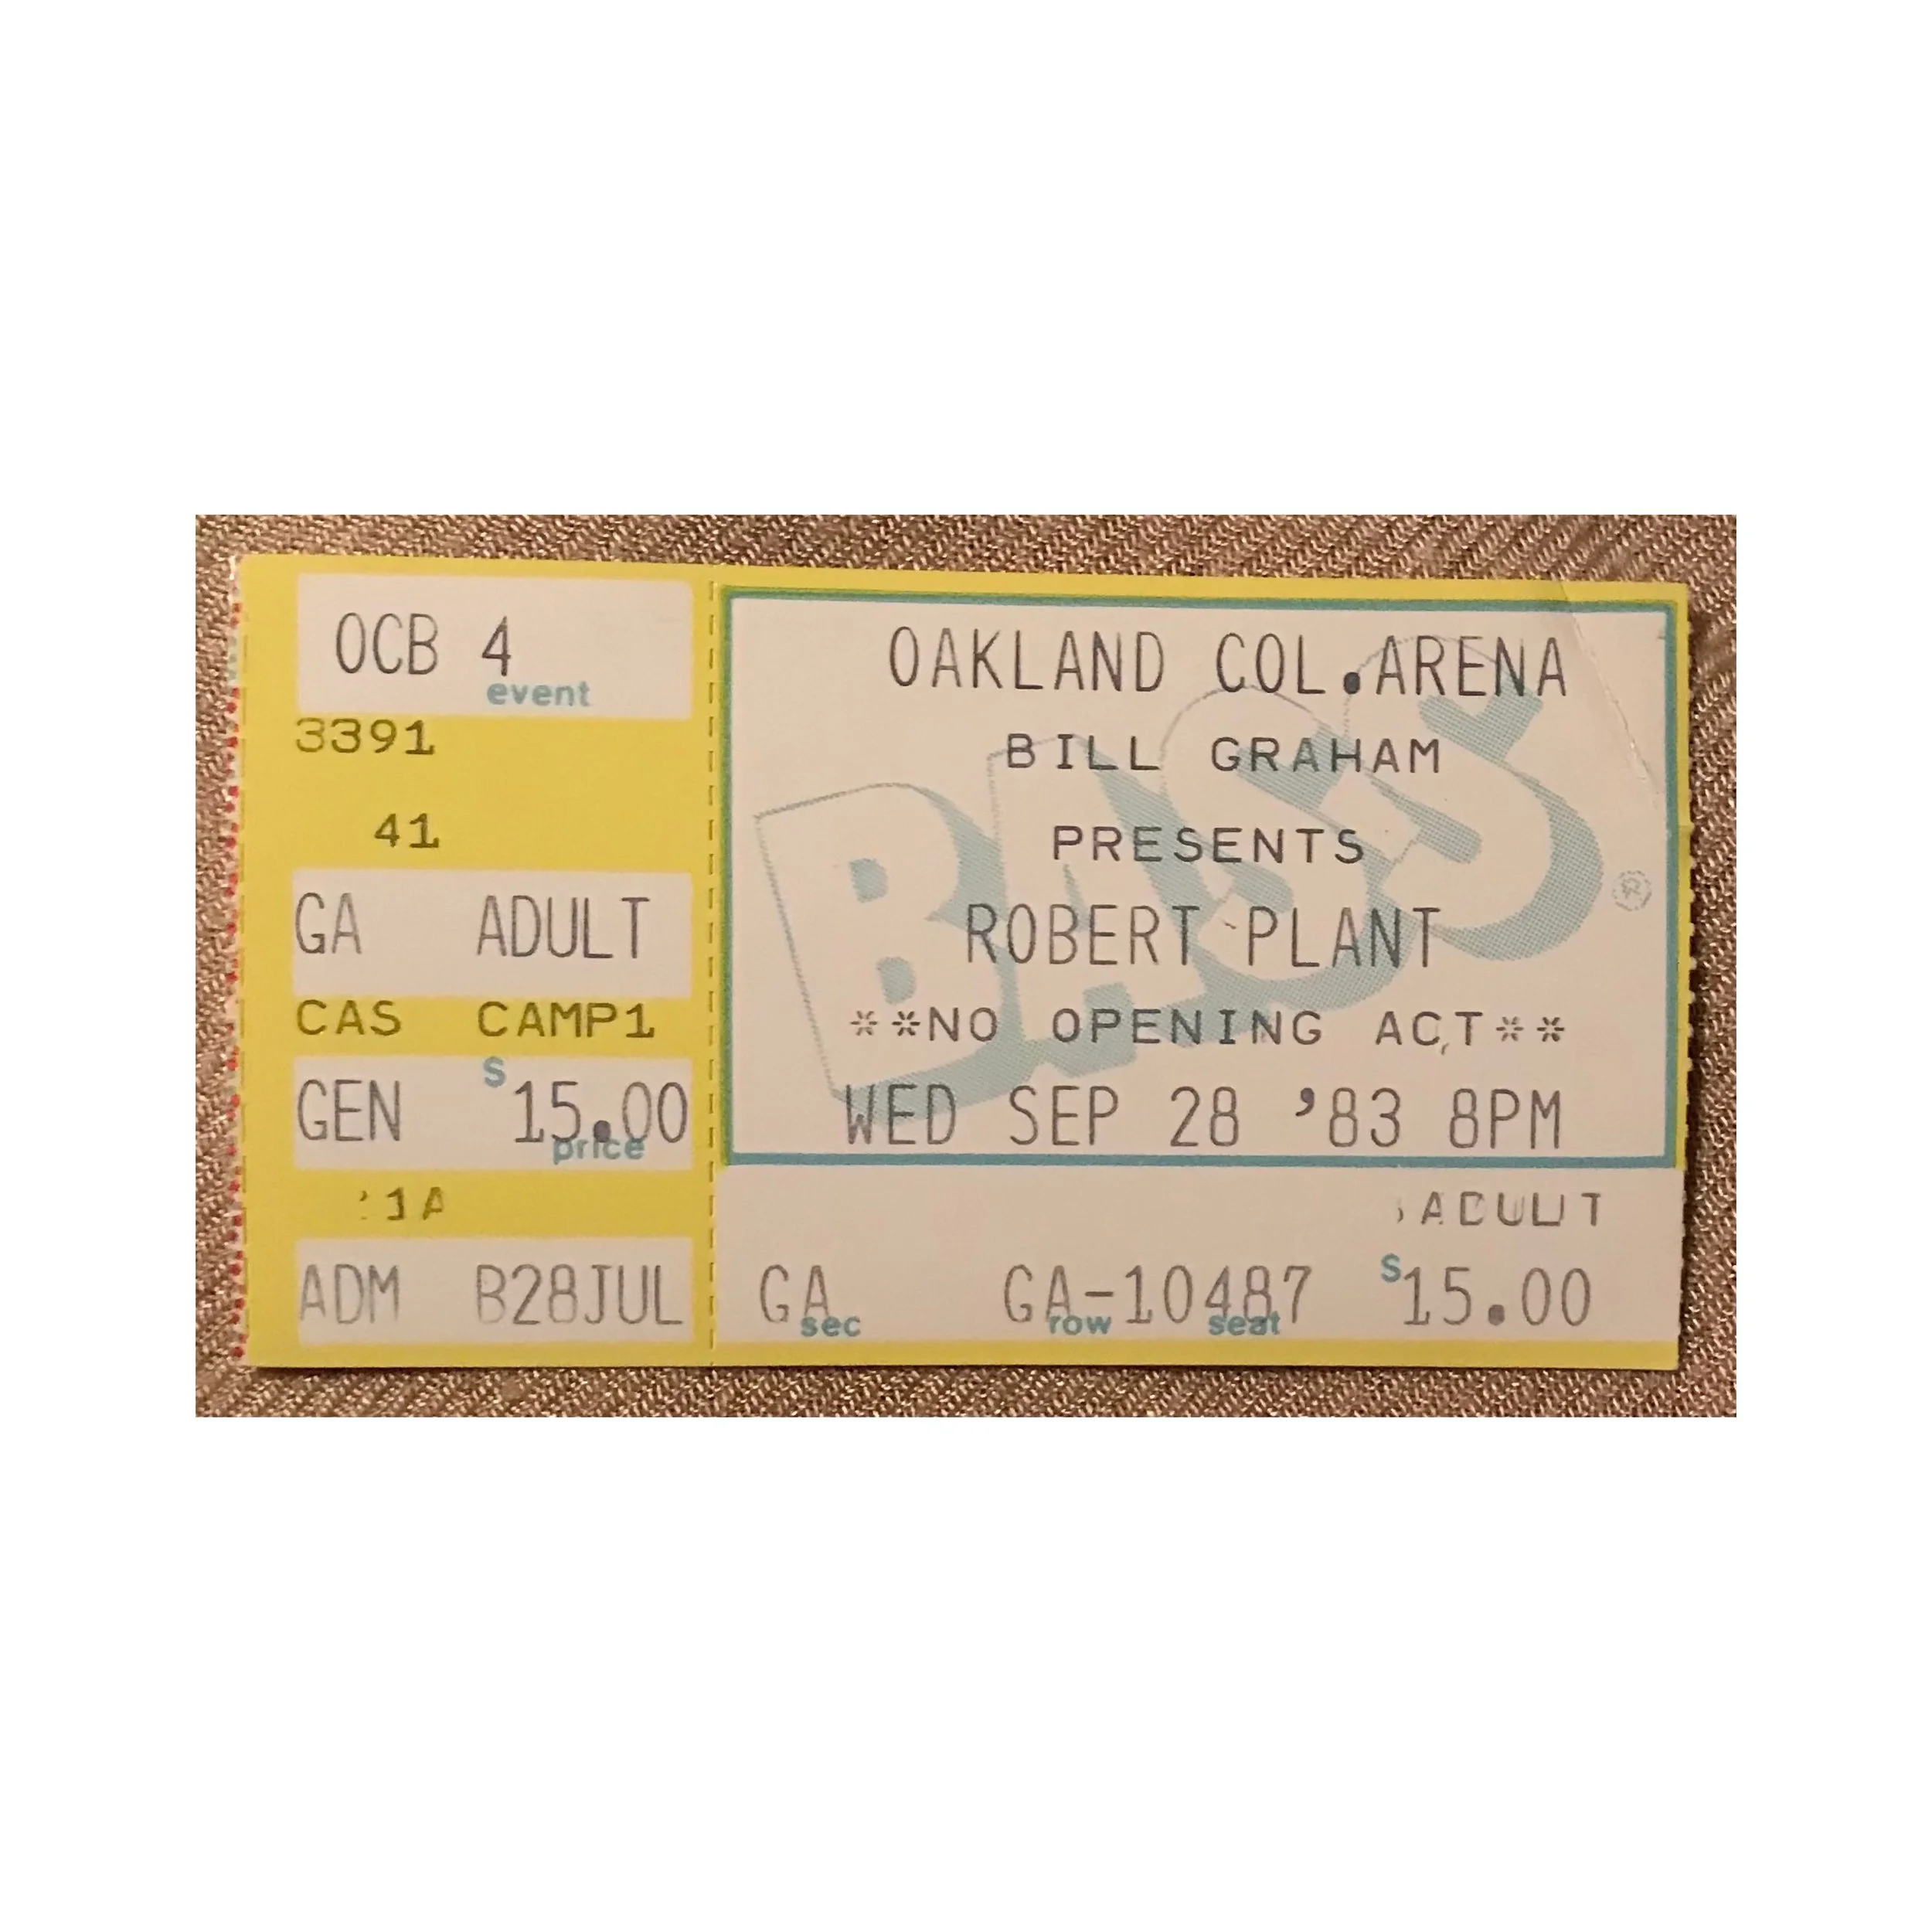 OCB 4
event
3391
41
GA ADULT
CAS CAMP1
GEN $15.00
price
1A
ADM B28JUL
BASS ®
OAKLAND COL.ARENA
BILL GRAHAM
PRESENTS
ROBERT PLANT
**NO OPENING ACT**
WED SEP 28 '83 8PM
ADULT
GA GA-10487 $15.00
sec row seat